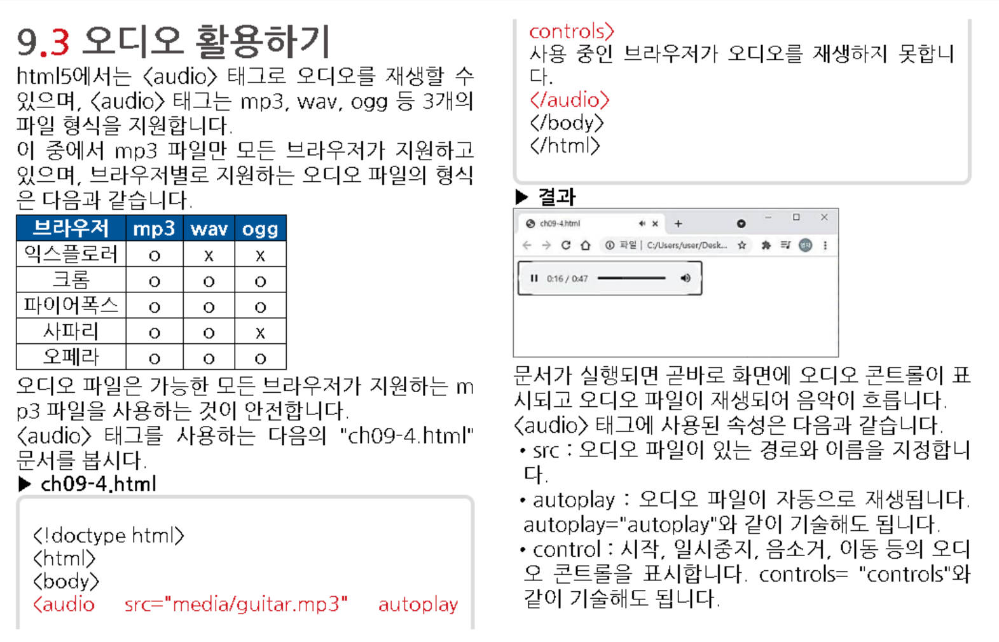 9.3 오디오 활용하기
html5에서는 〈audio〉 태그로 오디오를 재생할 수
있으며, 〈audio〉 태그는 mp3, wav, ogg 등 3개의
파일 형식을 지원합니다.
이 중에서 mp3 파일만 모든 브라우저가 지원하고
있으며, 브라우저별로 지원하는 오디오 파일의 형식
은 다음과 같습니다.
브라우저 mp3 wav ogg
익스플로러 o x x
크롬 o o o
파이어폭스 o o o
사파리 o o x
오페라 o o o
오디오 파일은 가능한 모든 브라우저가 지원하는 m
p3 파일을 사용하는 것이 안전합니다.
〈audio〉 태그를 사용하는 다음의 "ch09-4.html"
문서를 봅시다.
▶ ch09-4.html
〈!doctype html〉
〈html〉
〈body〉
〈audio src="media/guitar.mp3" autoplay
controls〉
사용 중인 브라우저가 오디오를 재생하지 못합니
다.
〈/audio〉
〈/body〉
〈/html〉
▶ 결과
ch09-4.html
파일 | C:/Users/user/Desk...
0:16 / 0:47
문서가 실행되면 곧바로 화면에 오디오 콘트롤이 표
시되고 오디오 파일이 재생되어 음악이 흐릅니다.
〈audio〉 태그에 사용된 속성은 다음과 같습니다.
• src : 오디오 파일이 있는 경로와 이름을 지정합니
다.
• autoplay : 오디오 파일이 자동으로 재생됩니다.
autoplay="autoplay"와 같이 기술해도 됩니다.
• control : 시작, 일시중지, 음소거, 이동 등의 오디
오 콘트롤을 표시합니다. controls= "controls"와
같이 기술해도 됩니다.